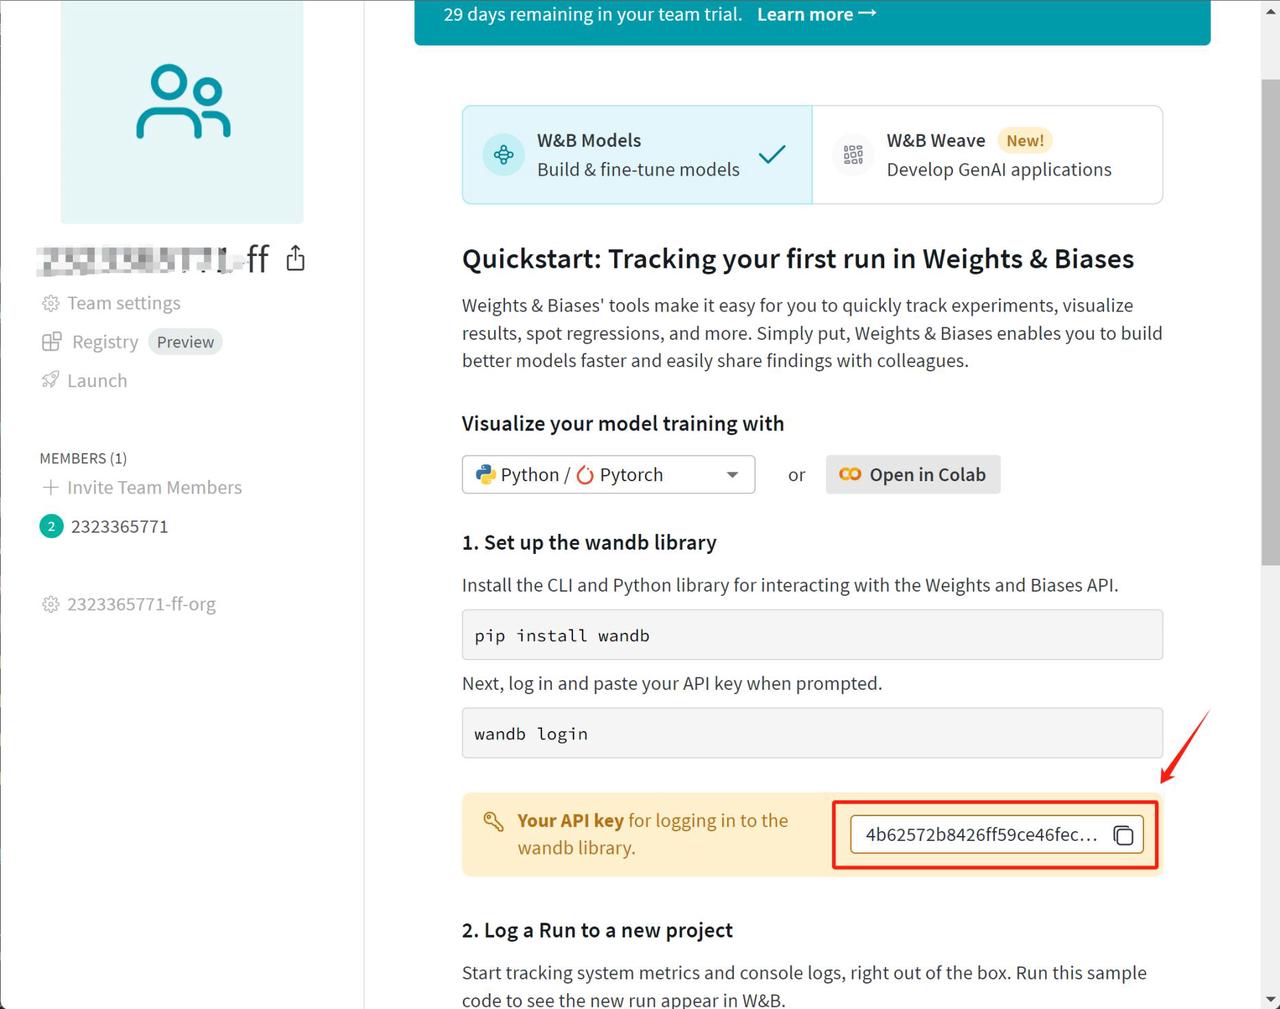 29 days remaining in your team trial. Learn more →
W&B Models
Build & fine-tune models
W&B Weave New!
Develop GenAI applications
-ff
Team settings
Registry Preview
Launch
MEMBERS (1)
+ Invite Team Members
2 2323365771
2323365771-ff-org
Quickstart: Tracking your first run in Weights & Biases
Weights & Biases' tools make it easy for you to quickly track experiments, visualize
results, spot regressions, and more. Simply put, Weights & Biases enables you to build
better models faster and easily share findings with colleagues.
Visualize your model training with
Python / Pytorch or Open in Colab
1. Set up the wandb library
Install the CLI and Python library for interacting with the Weights and Biases API.
pip install wandb
Next, log in and paste your API key when prompted.
wandb login
Your API key for logging in to the
wandb library.
4b62572b8426ff59ce46fec...
2. Log a Run to a new project
Start tracking system metrics and console logs, right out of the box. Run this sample
code to see the new run appear in W&B.